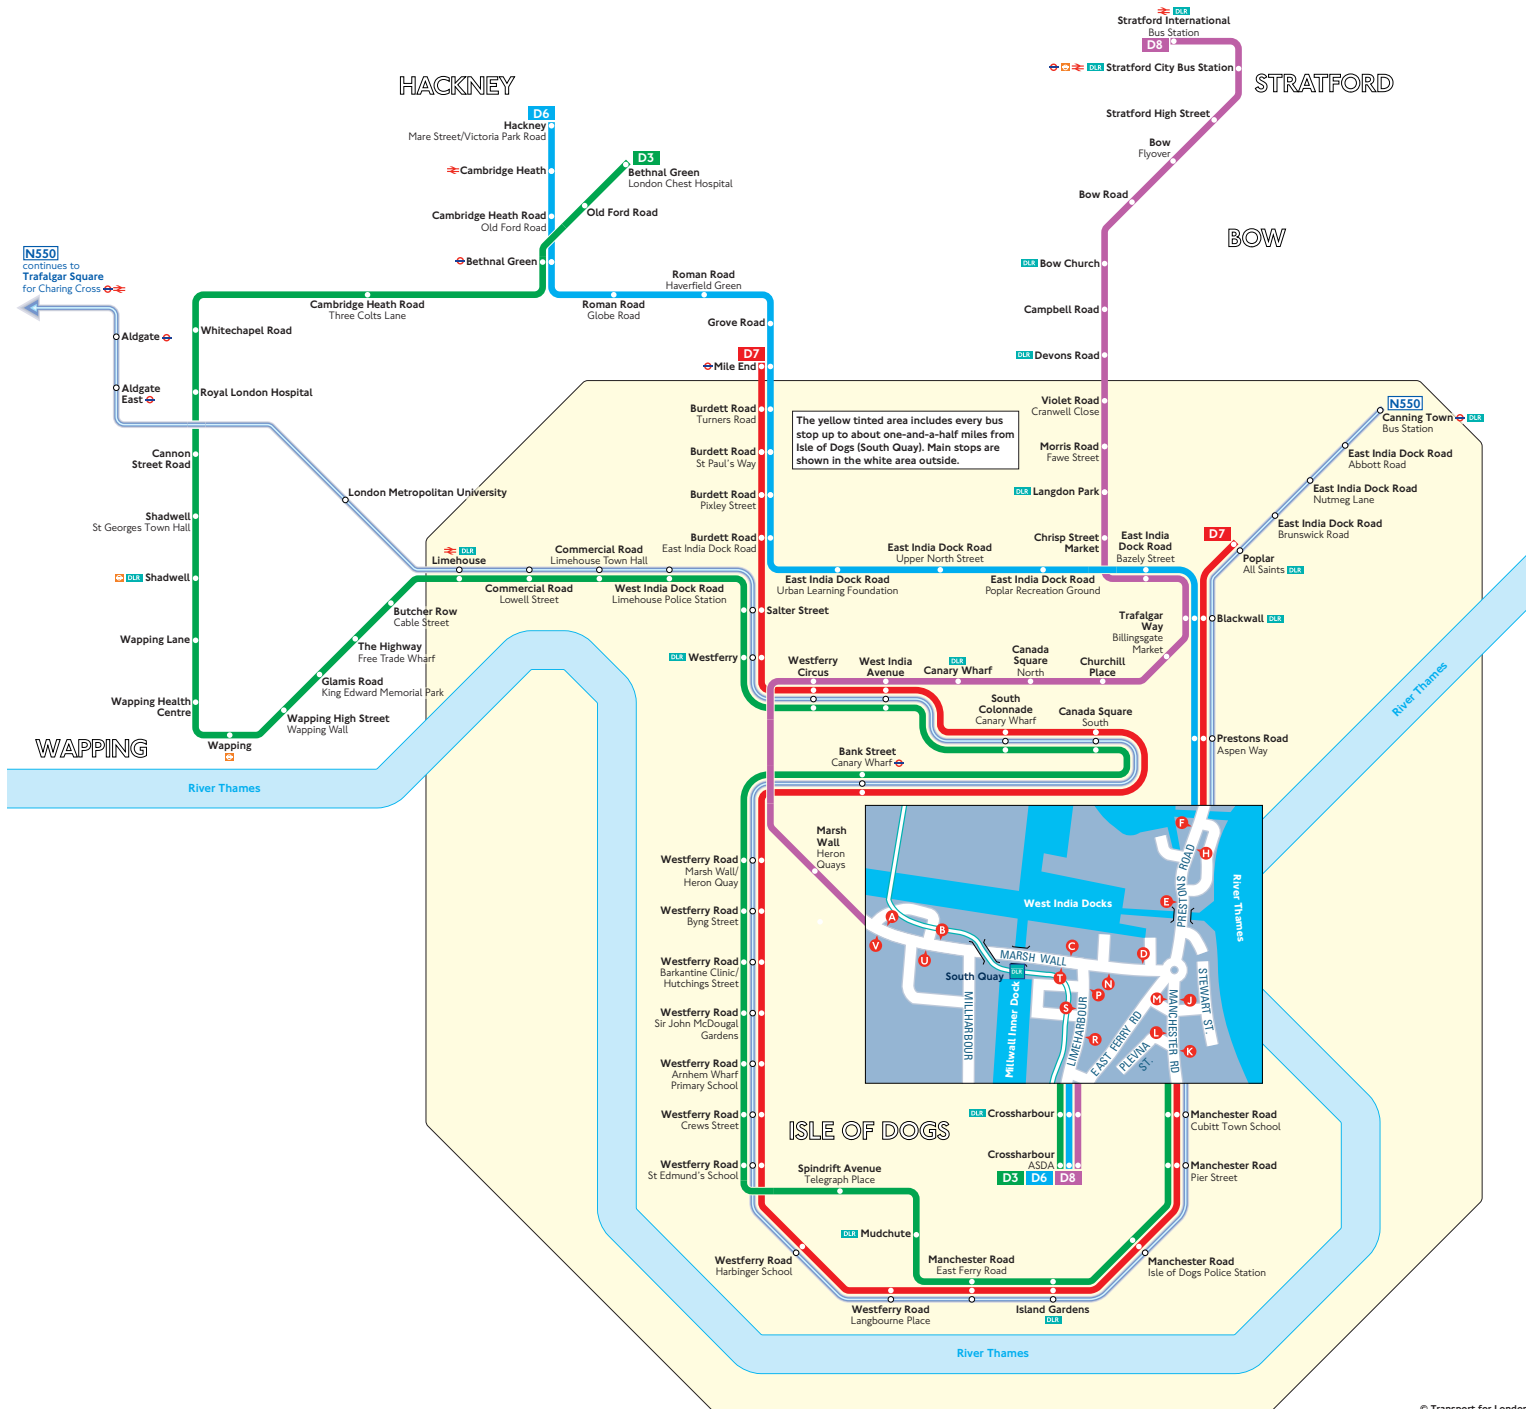 DLR
Stratford International
Bus Station
D8
DLR Stratford City Bus Station
STRATFORD
Stratford High Street
Bow
Flyover
Bow Road
BOW
DLR Bow Church
Campbell Road
DLR Devons Road
Violet Road
Cranwell Close
Morris Road
Fawe Street
DLR Langdon Park
Chrisp Street
Market
East India
Dock Road
Bazely Street
HACKNEY
D6
Hackney
Mare Street/Victoria Park Road
Cambridge Heath
Cambridge Heath Road
Old Ford Road
Bethnal Green
D3
Bethnal Green
London Chest Hospital
Old Ford Road
Roman Road
Haverfield Green
Roman Road
Globe Road
Grove Road
D7
Mile End
Burdett Road
Turners Road
Burdett Road
St Paul's Way
Burdett Road
Pixley Street
Burdett Road
East India Dock Road
The yellow tinted area includes every bus
stop up to about one-and-a-half miles from
Isle of Dogs (South Quay). Main stops are
shown in the white area outside.
N550
continues to
Trafalgar Square
for Charing Cross
Aldgate
Aldgate
East
Cambridge Heath Road
Three Colts Lane
Whitechapel Road
Royal London Hospital
Cannon
Street Road
London Metropolitan University
Shadwell
St Georges Town Hall
DLR Shadwell
Wapping Lane
Wapping Health
Centre
WAPPING
Wapping
Wapping High Street
Wapping Wall
Glamis Road
King Edward Memorial Park
The Highway
Free Trade Wharf
Butcher Row
Cable Street
DLR
Limehouse
Commercial Road
Limehouse Town Hall
Commercial Road
Lowell Street
West India Dock Road
Limehouse Police Station
East India Dock Road
Urban Learning Foundation
East India Dock Road
Upper North Street
East India Dock Road
Poplar Recreation Ground
N550
Canning Town DLR
Bus Station
East India Dock Road
Abbott Road
East India Dock Road
Nutmeg Lane
East India Dock Road
Brunswick Road
D7
Poplar
All Saints DLR
Salter Street
DLR Westferry
Trafalgar
Way
Billingsgate
Market
Blackwall DLR
Westferry
Circus
West India
Avenue
DLR
Canary Wharf
Canada
Square
North
Churchill
Place
South
Colonnade
Canary Wharf
Canada Square
South
Bank Street
Canary Wharf
Prestons Road
Aspen Way
River Thames
River Thames
Marsh
Wall
Heron
Quays
Westferry Road
Marsh Wall/
Heron Quay
Westferry Road
Byng Street
Westferry Road
Barkantine Clinic/
Hutchings Street
Westferry Road
Sir John McDougal
Gardens
Westferry Road
Arnhem Wharf
Primary School
Westferry Road
Crews Street
Westferry Road
St Edmund's School
F
H
PRESTONS ROAD
River Thames
E
West India Docks
A
B
V
U
C
D
MARSH WALL
South Quay
DLR
T
N
P
S
R
M
J
L
K
MILLHARBOUR
Millwall Inner Dock
LIMEHARBOUR
EAST FERRY RD
PLEVNA
ST.
MANCHESTER RD
STEWART ST.
DLR Crossharbour
Crossharbour
ASDA
D3 D6 D8
ISLE OF DOGS
Spindrift Avenue
Telegraph Place
DLR Mudchute
Manchester Road
East Ferry Road
Westferry Road
Harbinger School
Westferry Road
Langbourne Place
Island Gardens
DLR
Manchester Road
Cubitt Town School
Manchester Road
Pier Street
Manchester Road
Isle of Dogs Police Station
River Thames
© Transport for London